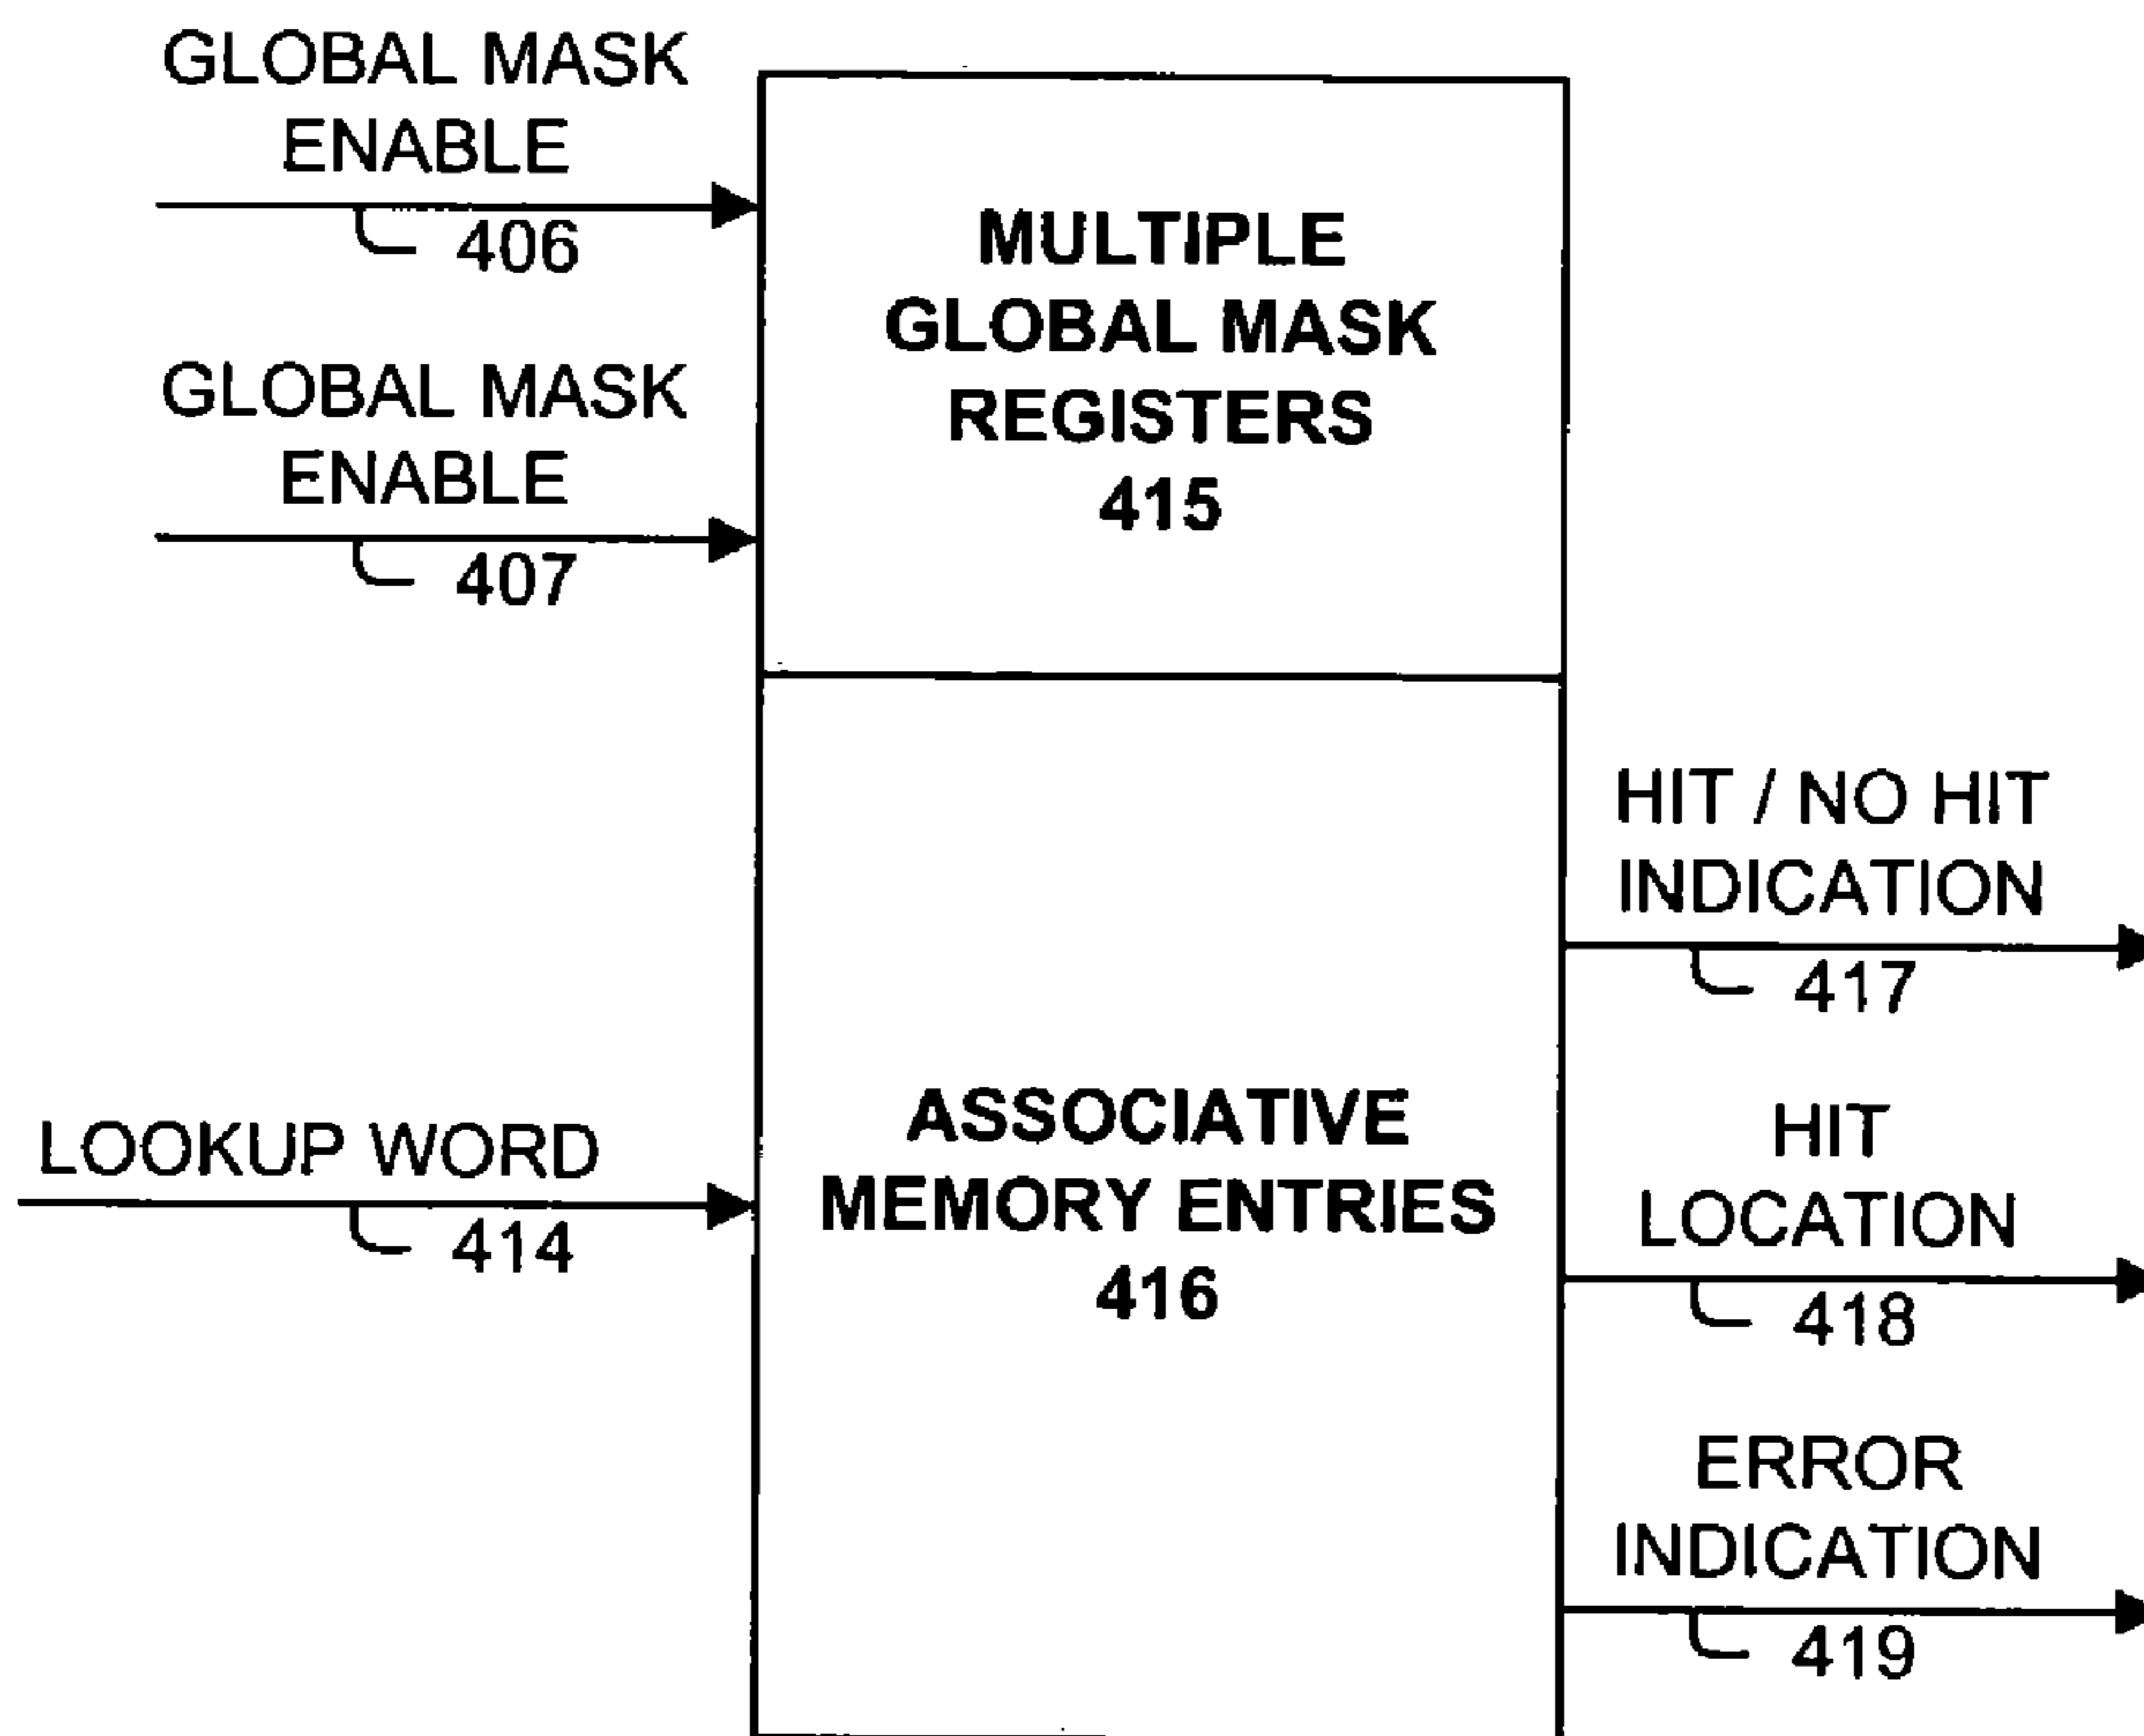 GLOBAL MASK
ENABLE
406
GLOBAL MASK
ENABLE
407
MULTIPLE
GLOBAL MASK
REGISTERS
415
LOOKUP WORD
414
ASSOCIATIVE
MEMORY ENTRIES
416
HIT / NO HIT
INDICATION
417
HIT
LOCATION
418
ERROR
INDICATION
419